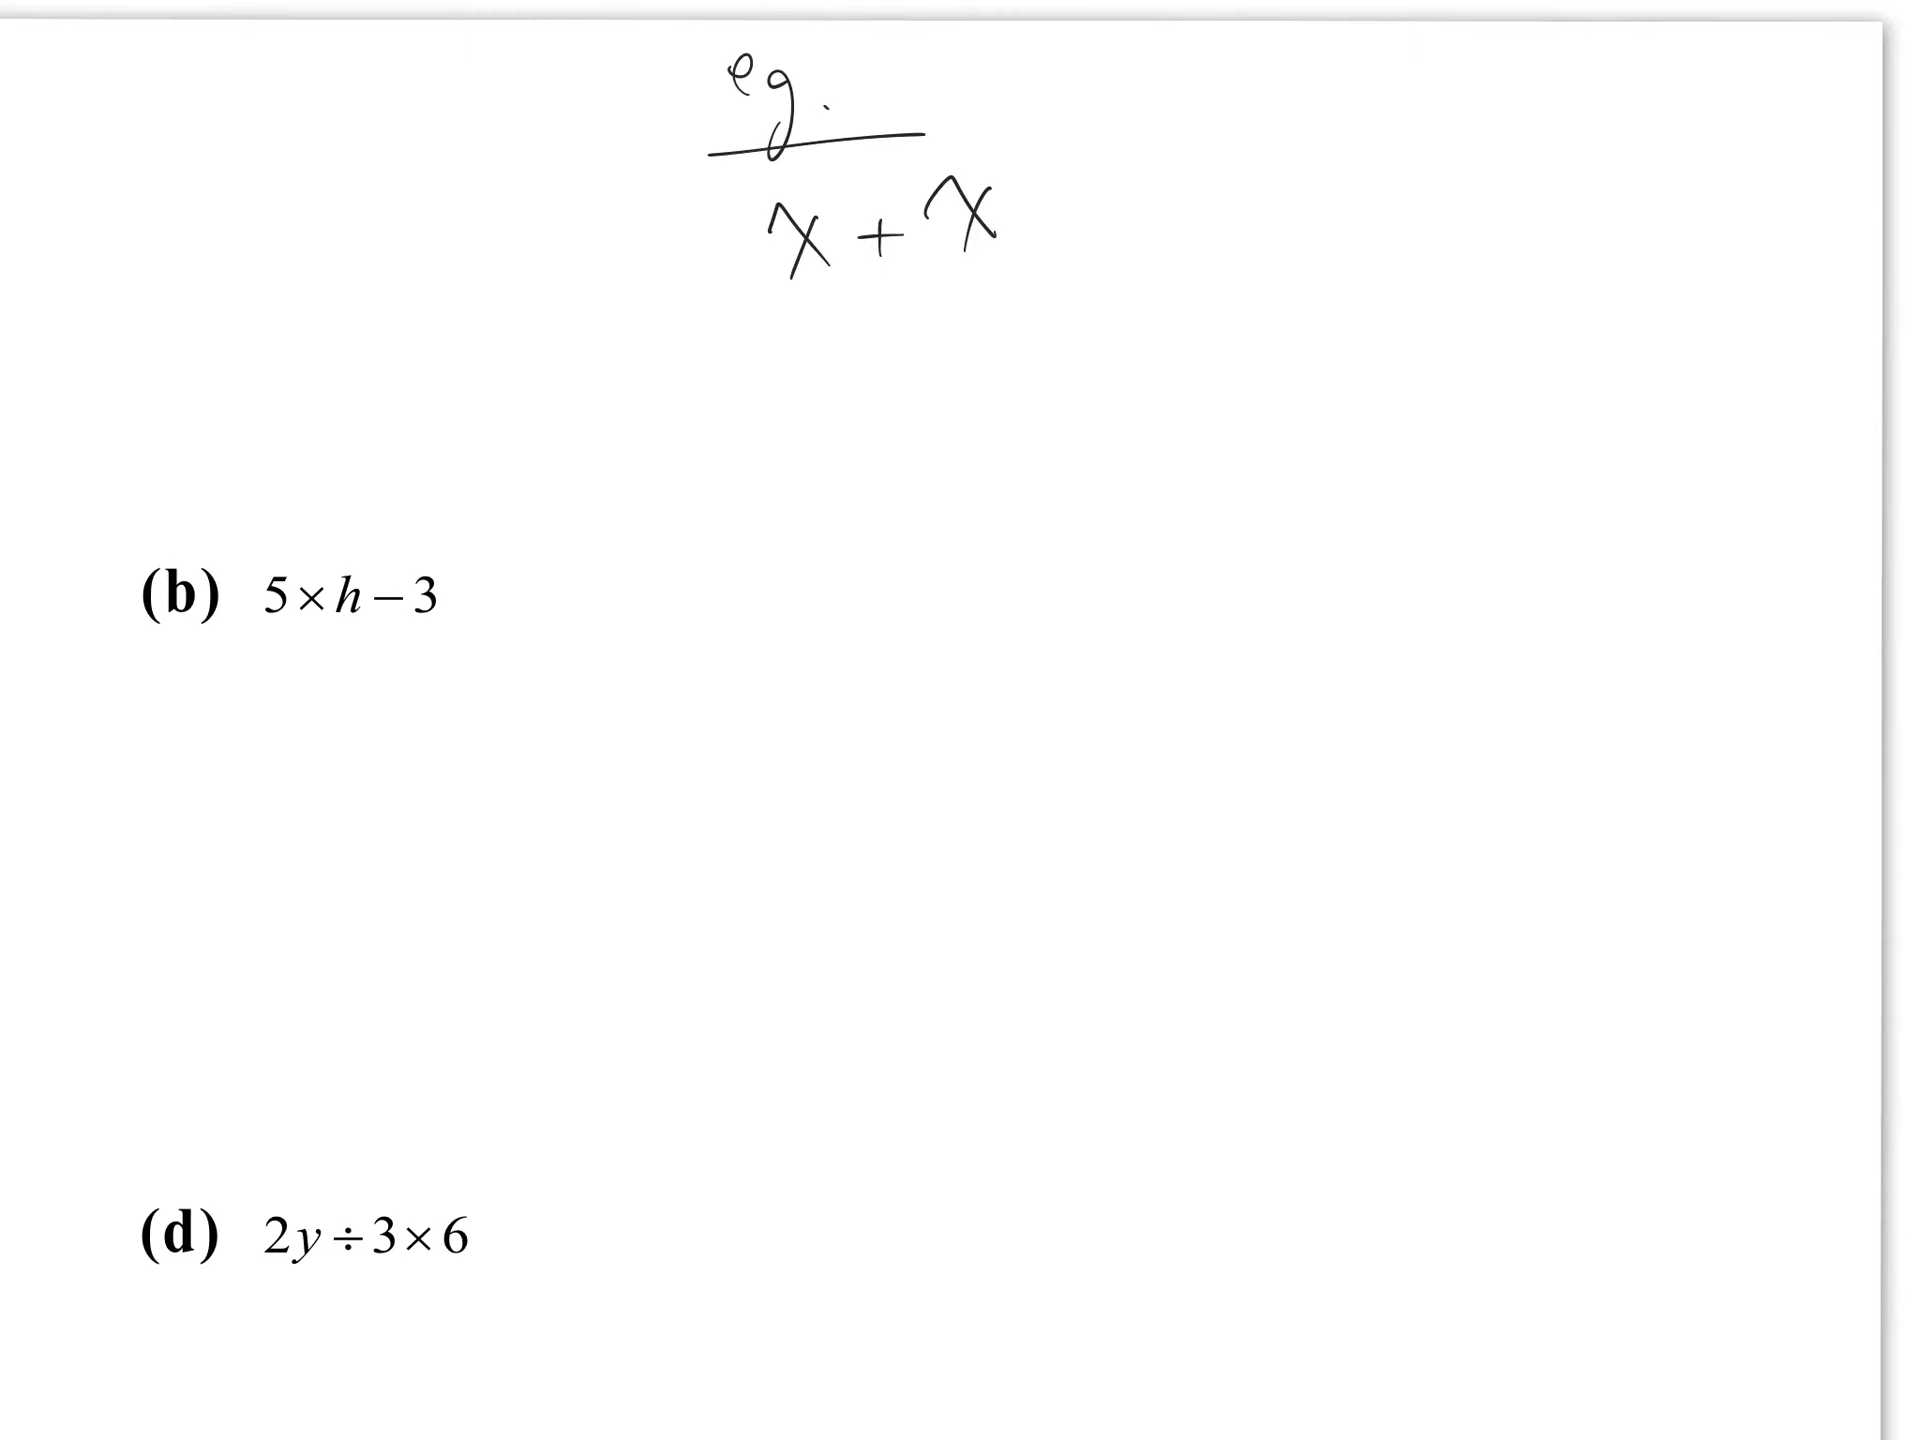 eg.
x + x
(b) 5 × h − 3
(d) 2y ÷ 3 × 6